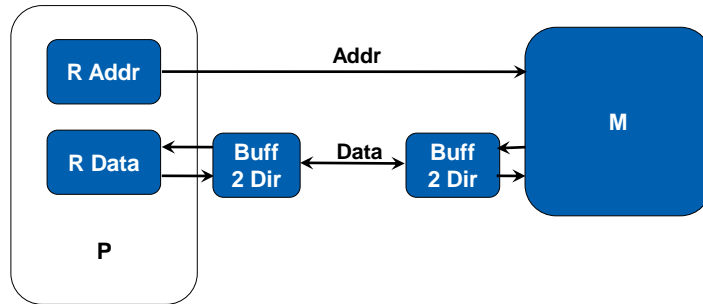 Addr
R Addr
M
R Data
Buff
2 Dir
Data
Buff
2 Dir
P